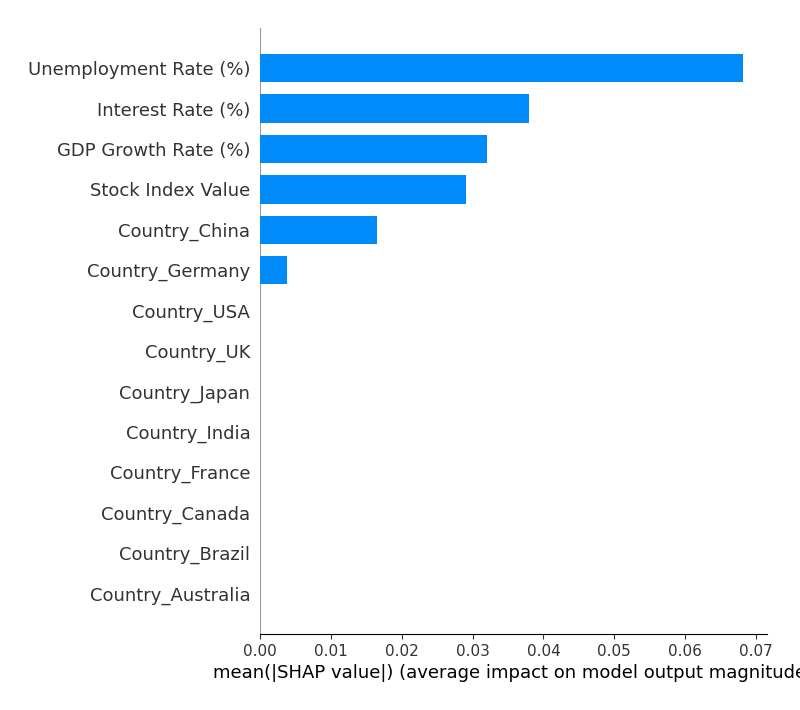 Unemployment Rate (%)
Interest Rate (%)
GDP Growth Rate (%)
Stock Index Value
Country_China
Country_Germany
Country_USA
Country_UK
Country_Japan
Country_India
Country_France
Country_Canada
Country_Brazil
Country_Australia
0.00 0.01 0.02 0.03 0.04 0.05 0.06 0.07
mean(|SHAP value|) (average impact on model output magnitude